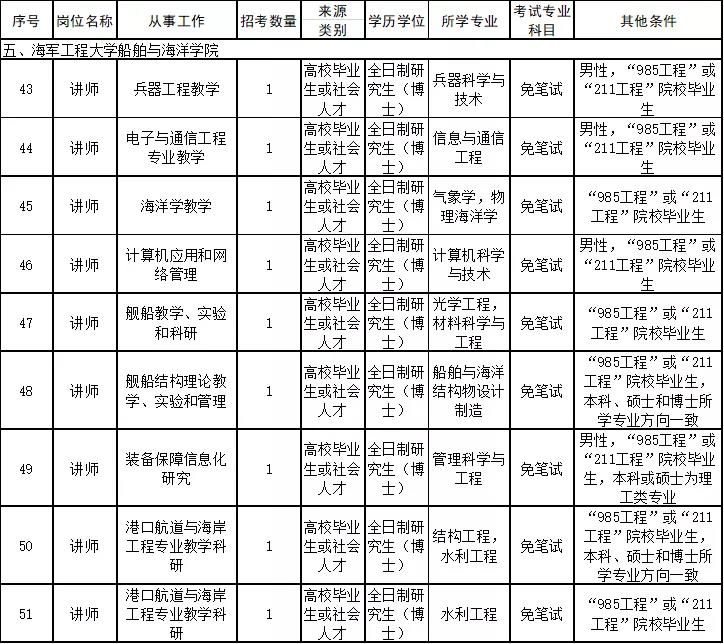 序号 岗位名称 从事工作 招考数量 来源类别 学历学位 所学专业 考试专业科目 其他条件
五、海军工程大学船舶与海洋学院
43 讲师 兵器工程教学 1 高校毕业生或社会人才 全日制研究生（博士） 兵器科学与技术 免笔试 男性，“985工程”或“211工程”院校毕业生
44 讲师 电子与通信工程专业教学 1 高校毕业生或社会人才 全日制研究生（博士） 信息与通信工程 免笔试 男性，“985工程”或“211工程”院校毕业生
45 讲师 海洋学教学 1 高校毕业生或社会人才 全日制研究生（博士） 气象学，物理海洋学 免笔试 “985工程”或“211工程”院校毕业生
46 讲师 计算机应用和网络管理 1 高校毕业生或社会人才 全日制研究生（博士） 计算机科学与技术 免笔试 男性，“985工程”或“211工程”院校毕业生
47 讲师 舰船教学、实验和科研 1 高校毕业生或社会人才 全日制研究生（博士） 光学工程，材料科学与工程 免笔试 “985工程”或“211工程”院校毕业生
48 讲师 舰船结构理论教学、实验和管理 1 高校毕业生或社会人才 全日制研究生（博士） 船舶与海洋结构物设计制造 免笔试 “985工程”或“211工程”院校毕业生，本科、硕士和博士所学专业方向一致
49 讲师 装备保障信息化研究 1 高校毕业生或社会人才 全日制研究生（博士） 管理科学与工程 免笔试 男性，“985工程”或“211工程”院校毕业生，本科或硕士为理工类专业
50 讲师 港口航道与海岸工程专业教学科研 1 高校毕业生或社会人才 全日制研究生（博士） 结构工程，水利工程 免笔试 “985工程”或“211工程”院校毕业生，本科、硕士和博士所学专业方向一致
51 讲师 港口航道与海岸工程专业教学科研 1 高校毕业生或社会人才 全日制研究生（博士） 水利工程 免笔试 “985工程”或“211工程”院校毕业生